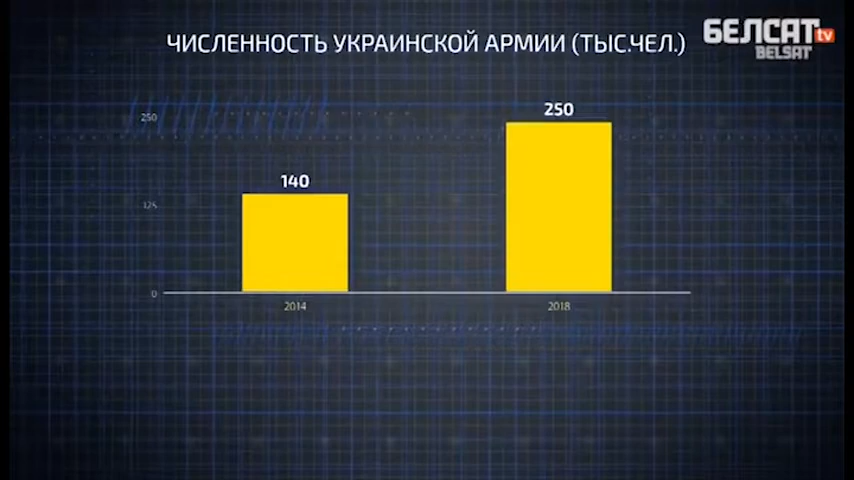 ЧИСЛЕННОСТЬ УКРАИНСКОЙ АРМИИ (ТЫС.ЧЕЛ.)
БЕЛСАТ tv
BELSAT
250
250
140
125
0
2014
2018